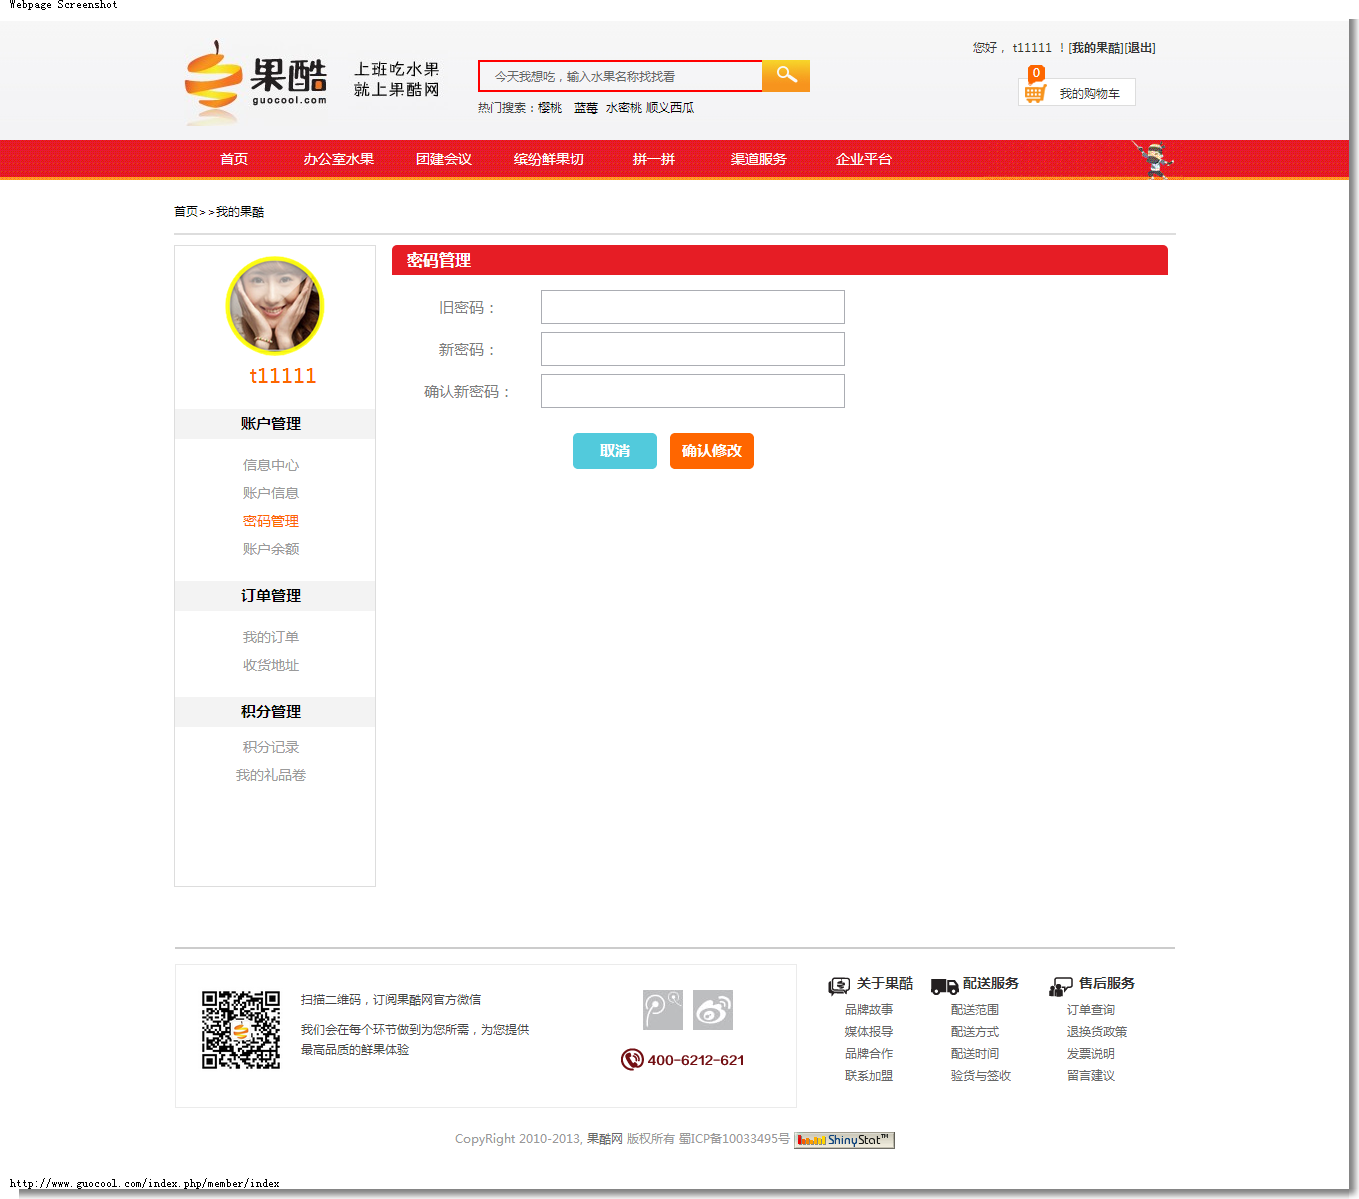 Webpage Screenshot
您好， t11111 ！[我的果酷][退出]
果酷
guocool.com
上班吃水果
就上果酷网
今天我想吃，输入水果名称找找看
0
我的购物车
热门搜索：樱桃 蓝莓 水密桃 顺义西瓜
首页 办公室水果 团建会议 缤纷鲜果切 拼一拼 渠道服务 企业平台
首页>>我的果酷
t11111
账户管理
信息中心
账户信息
密码管理
账户余额
订单管理
我的订单
收货地址
积分管理
积分记录
我的礼品卷
密码管理
旧密码：
新密码：
确认新密码：
取消 确认修改
扫描二维码，订阅果酷网官方微信
我们会在每个环节做到为您所需，为您提供
最高品质的鲜果体验
400-6212-621
关于果酷
品牌故事
媒体报导
品牌合作
联系加盟
配送服务
配送范围
配送方式
配送时间
验货与签收
售后服务
订单查询
退换货政策
发票说明
留言建议
CopyRight 2010-2013, 果酷网 版权所有 蜀ICP备10033495号 ShinyStat™
http://www.guocool.com/index.php/member/index